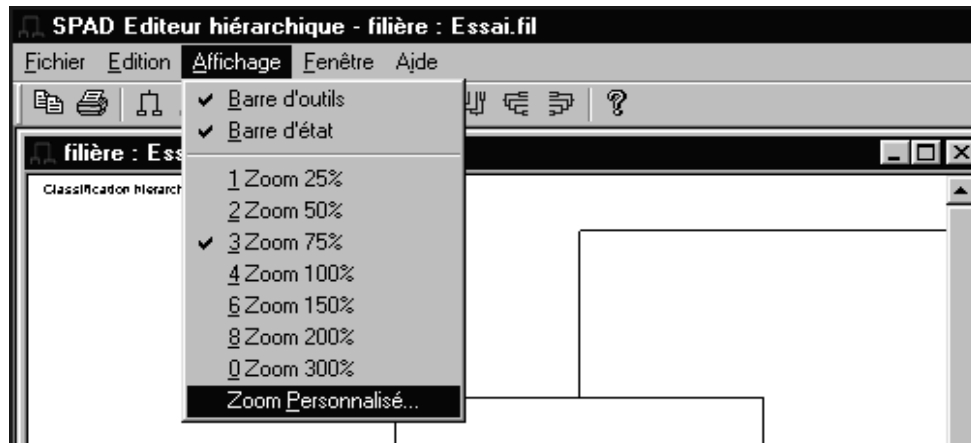 SPAD Editeur hiérarchique - filière : Essai.fil
Fichier Edition Affichage Fenêtre Ajde
Barre d'outils
Barre d'état
filière : Ess
Classification hierarch
1 Zoom 25%
2 Zoom 50%
3 Zoom 75%
4 Zoom 100%
6 Zoom 150%
8 Zoom 200%
0 Zoom 300%
Zoom Personnalisé...